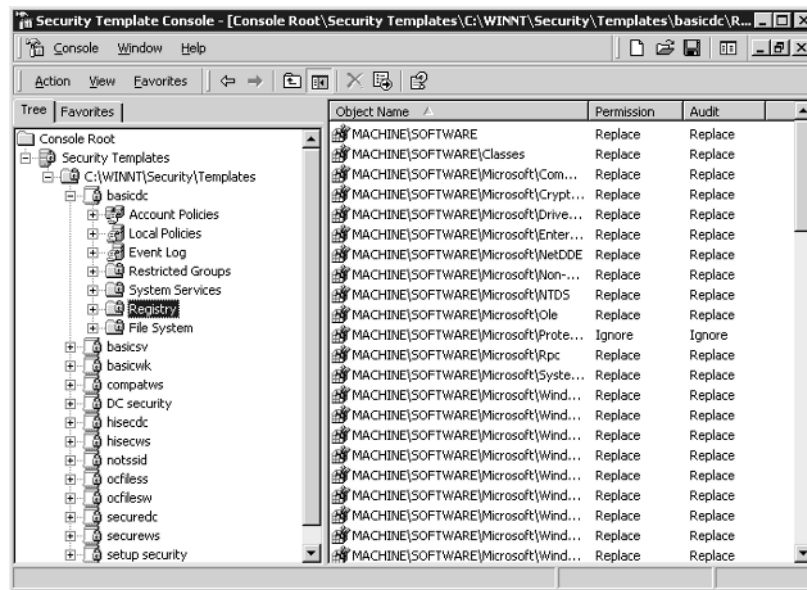 Security Template Console - [Console Root\Security Templates\C:\WINNT\Security\Templates\basicdc\R...
Console Window Help
Action View Favorites
Tree Favorites
Console Root
Security Templates
C:\WINNT\Security\Templates
basicdc
Account Policies
Local Policies
Event Log
Restricted Groups
System Services
Registry
File System
basicsv
basicwk
compatws
DC security
hisecdc
hisecws
notssid
ocfiless
ocfilesw
securedc
securews
setup security
Object Name Permission Audit
MACHINE\SOFTWARE Replace Replace
MACHINE\SOFTWARE\Classes Replace Replace
MACHINE\SOFTWARE\Microsoft\Com... Replace Replace
MACHINE\SOFTWARE\Microsoft\Crypt... Replace Replace
MACHINE\SOFTWARE\Microsoft\Drive... Replace Replace
MACHINE\SOFTWARE\Microsoft\Enter... Replace Replace
MACHINE\SOFTWARE\Microsoft\NetDDE Replace Replace
MACHINE\SOFTWARE\Microsoft\Non-... Replace Replace
MACHINE\SOFTWARE\Microsoft\NTDS Replace Replace
MACHINE\SOFTWARE\Microsoft\Ole Replace Replace
MACHINE\SOFTWARE\Microsoft\Prote... Ignore Ignore
MACHINE\SOFTWARE\Microsoft\Rpc Replace Replace
MACHINE\SOFTWARE\Microsoft\Syste... Replace Replace
MACHINE\SOFTWARE\Microsoft\Wind... Replace Replace
MACHINE\SOFTWARE\Microsoft\Wind... Replace Replace
MACHINE\SOFTWARE\Microsoft\Wind... Replace Replace
MACHINE\SOFTWARE\Microsoft\Wind... Replace Replace
MACHINE\SOFTWARE\Microsoft\Wind... Replace Replace
MACHINE\SOFTWARE\Microsoft\Wind... Replace Replace
MACHINE\SOFTWARE\Microsoft\Wind... Replace Replace
MACHINE\SOFTWARE\Microsoft\Wind... Replace Replace
MACHINE\SOFTWARE\Microsoft\Wind... Replace Replace